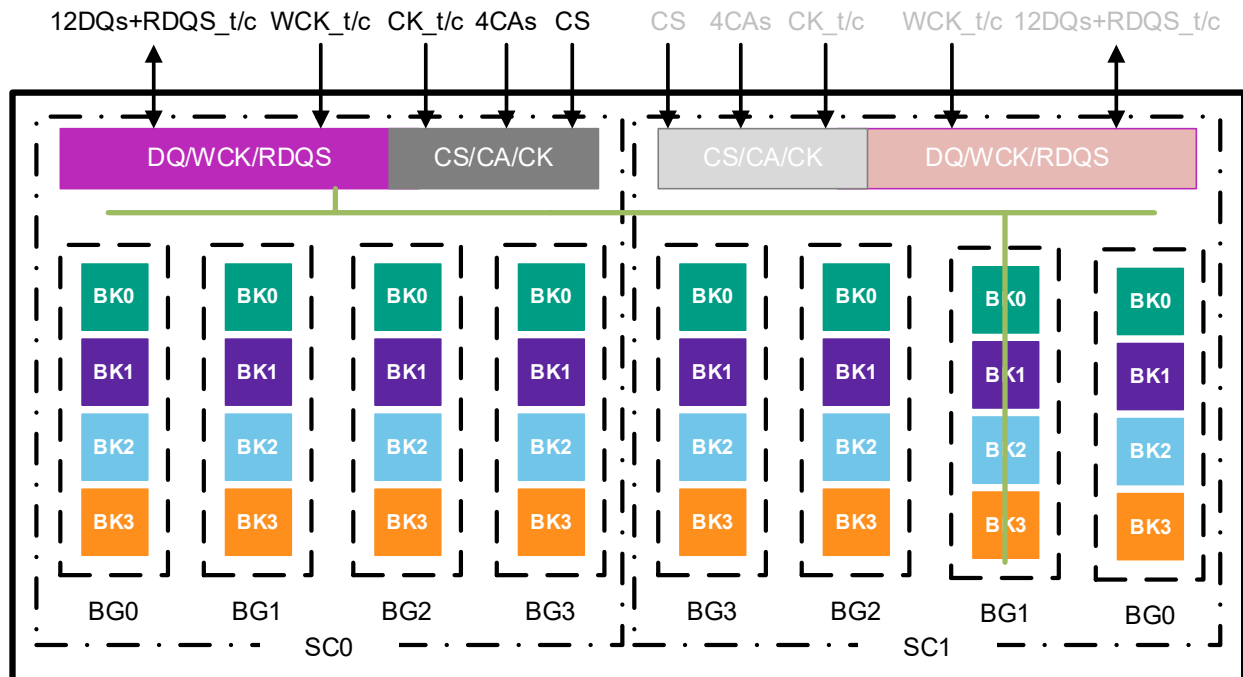 12DQs+RDQS_t/c WCK_t/c CK_t/c 4CAs CS CS 4CAs CK_t/c WCK_t/c 12DQs+RDQS_t/c
DQ/WCK/RDQS CS/CA/CK CS/CA/CK DQ/WCK/RDQS
BK0 BK0 BK0 BK0 BK0 BK0 BK0 BK0
BK1 BK1 BK1 BK1 BK1 BK1 BK1 BK1
BK2 BK2 BK2 BK2 BK2 BK2 BK2 BK2
BK3 BK3 BK3 BK3 BK3 BK3 BK3 BK3
BG0 BG1 BG2 BG3 BG3 BG2 BG1 BG0
SC0 SC1